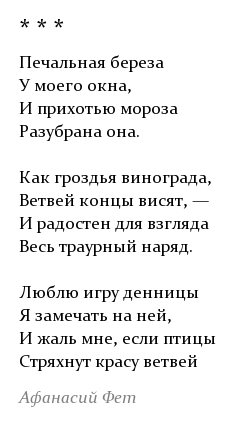 * * *
Печальная береза
У моего окна,
И прихотью мороза
Разубрана она.
Как гроздья винограда,
Ветвей концы висят, —
И радостен для взгляда
Весь траурный наряд.
Люблю игру денницы
Я замечать на ней,
И жаль мне, если птицы
Стряхнут красу ветвей
Афанасий Фет